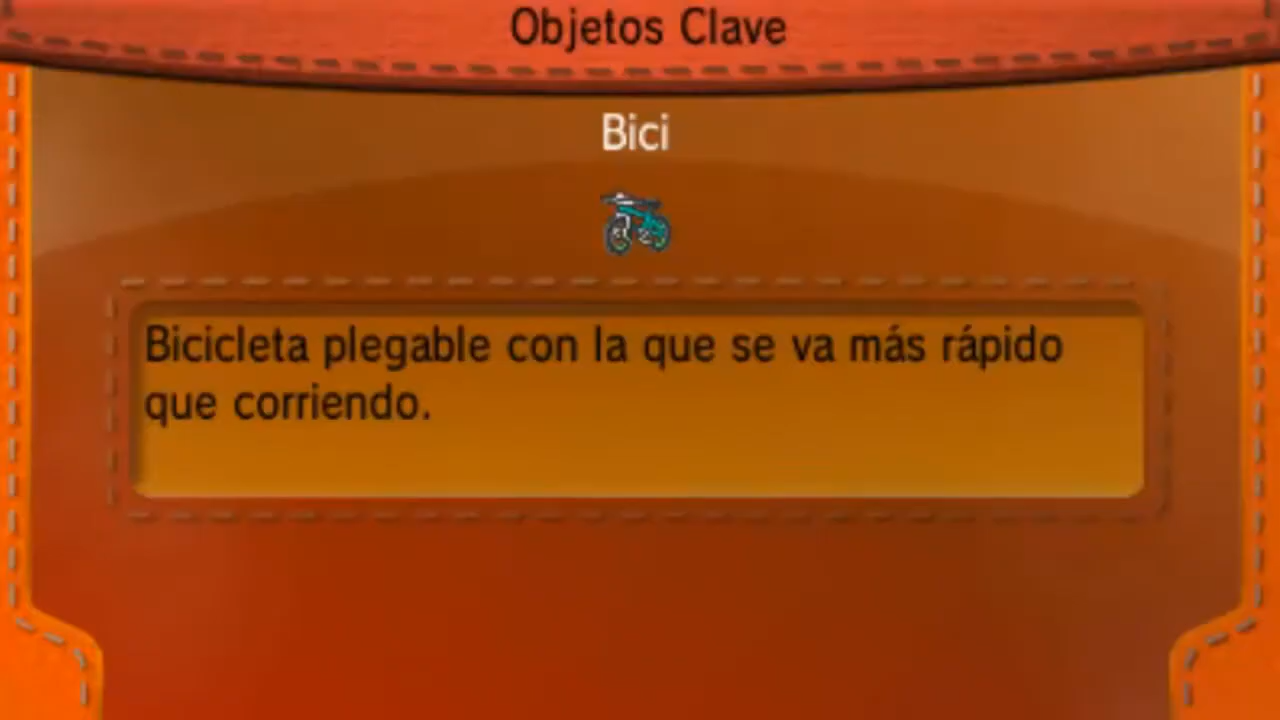 Objetos Clave
Bici
Bicicleta plegable con la que se va más rápido
que corriendo.